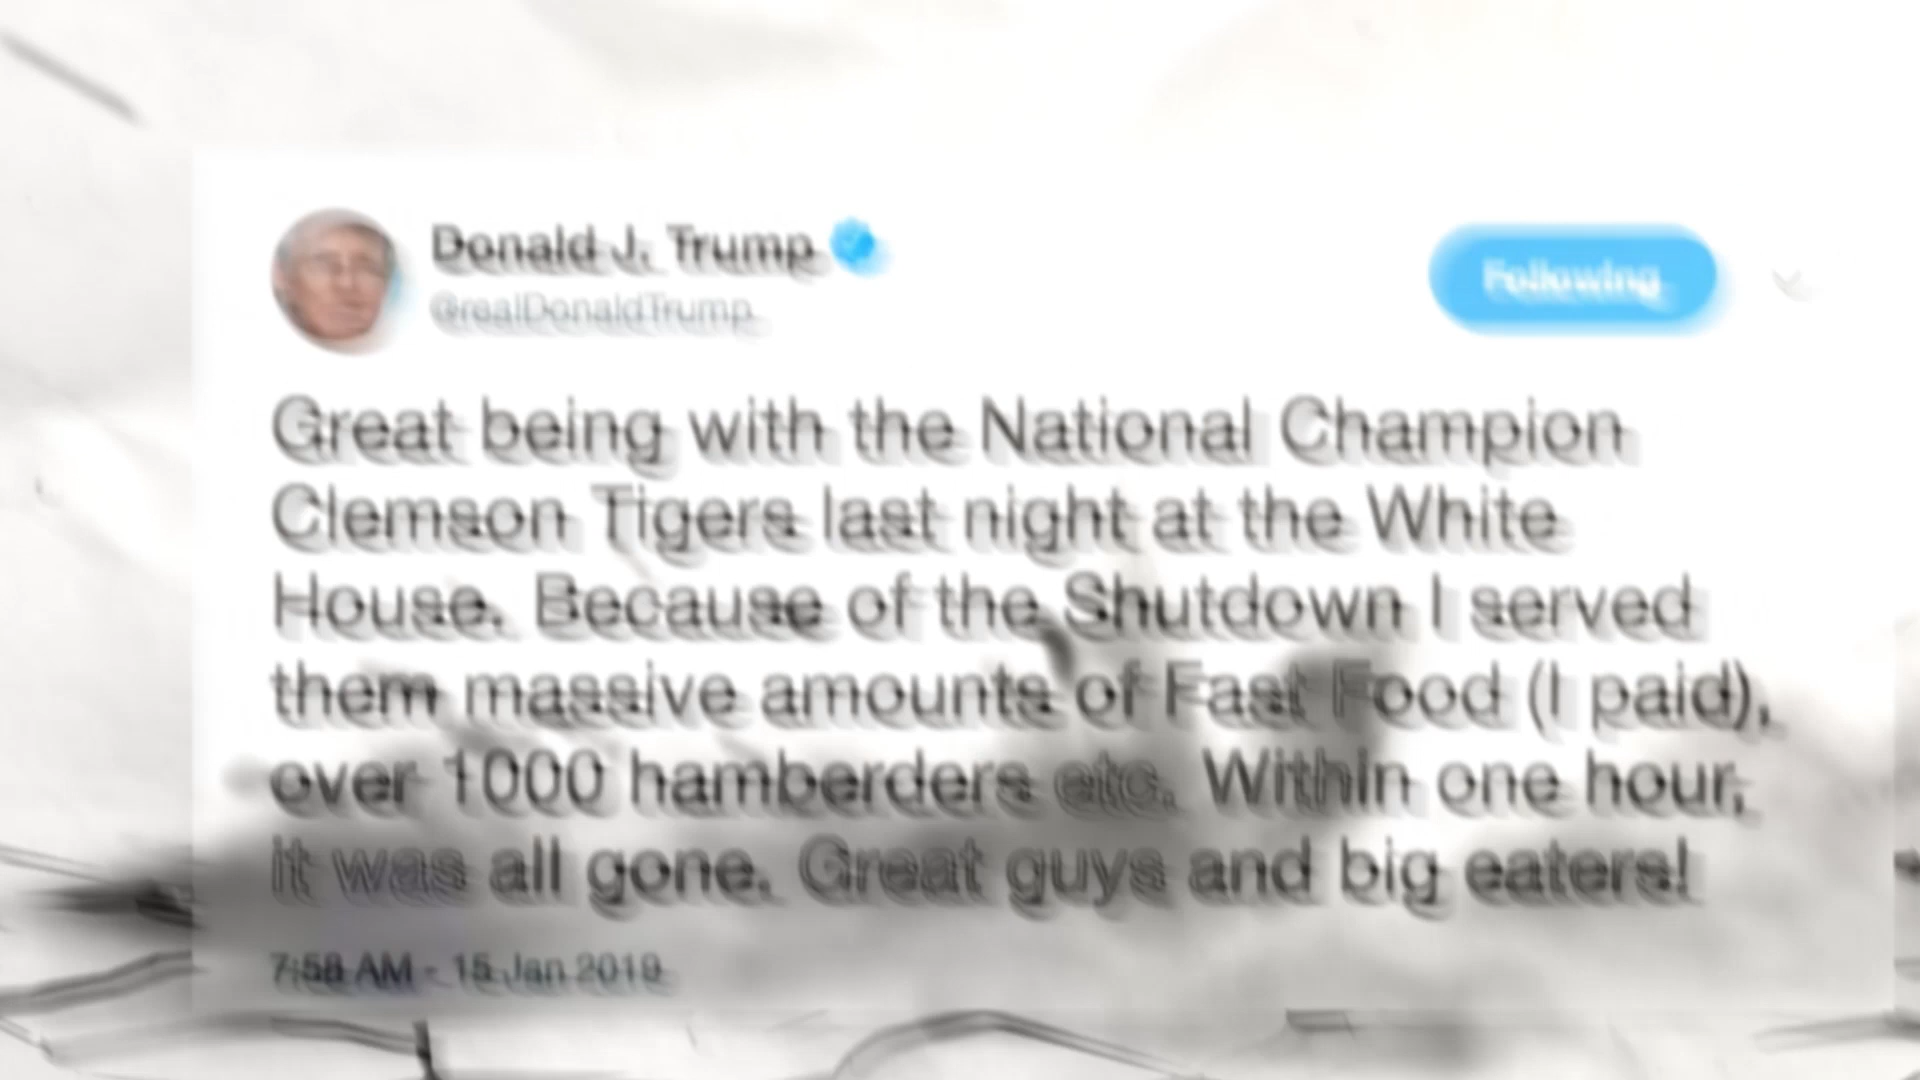 Donald J. Trump
@realDonaldTrump
Following
Great being with the National Champion
Clemson Tigers last night at the White
House. Because of the Shutdown I served
them massive amounts of Fast Food (I paid),
over 1000 hamberders etc. Within one hour,
it was all gone. Great guys and big eaters!
7:58 AM - 15 Jan 2019